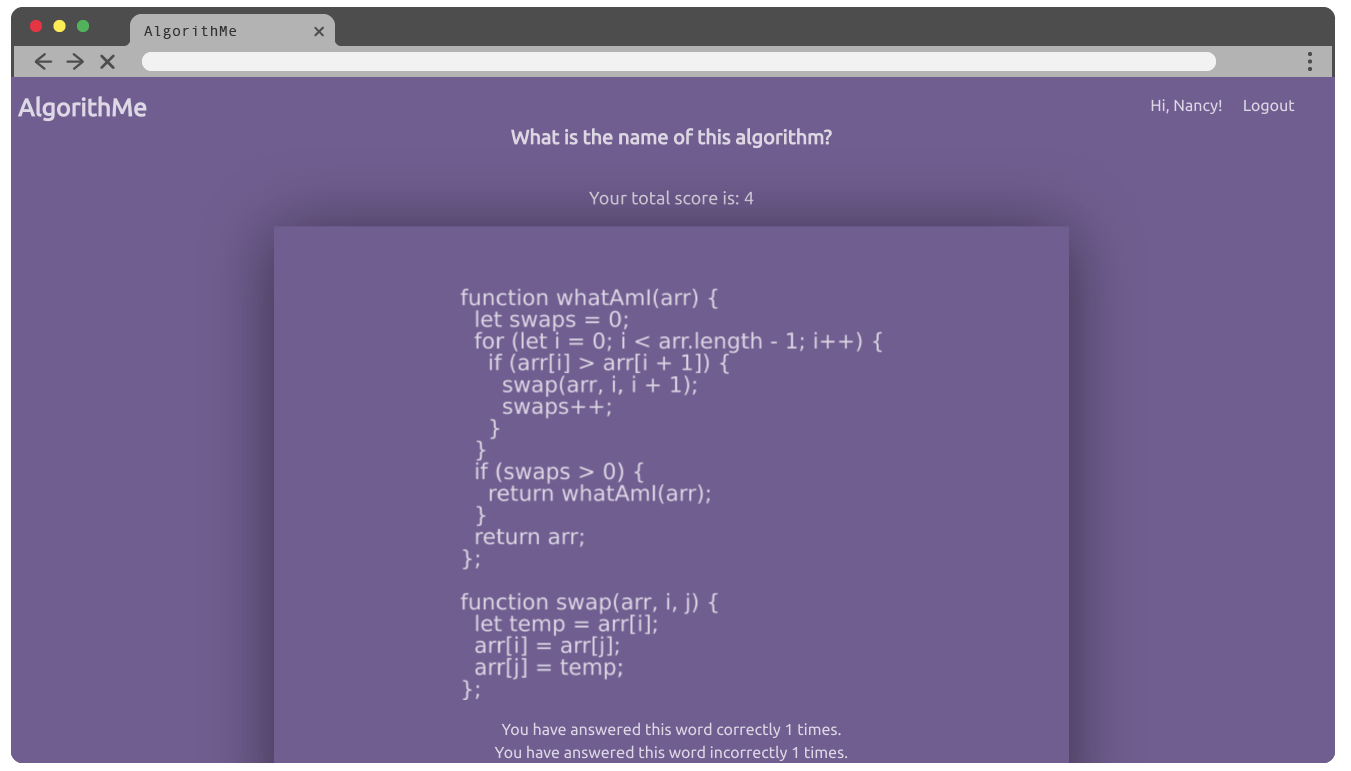 AlgorithMe
AlgorithMe
Hi, Nancy! Logout
What is the name of this algorithm?
Your total score is: 4
function whatAmI(arr) {
let swaps = 0;
for (let i = 0; i < arr.length - 1; i++) {
if (arr[i] > arr[i + 1]) {
swap(arr, i, i + 1);
swaps++;
}
}
if (swaps > 0) {
return whatAmI(arr);
}
return arr;
};
function swap(arr, i, j) {
let temp = arr[i];
arr[i] = arr[j];
arr[j] = temp;
};
You have answered this word correctly 1 times.
You have answered this word incorrectly 1 times.